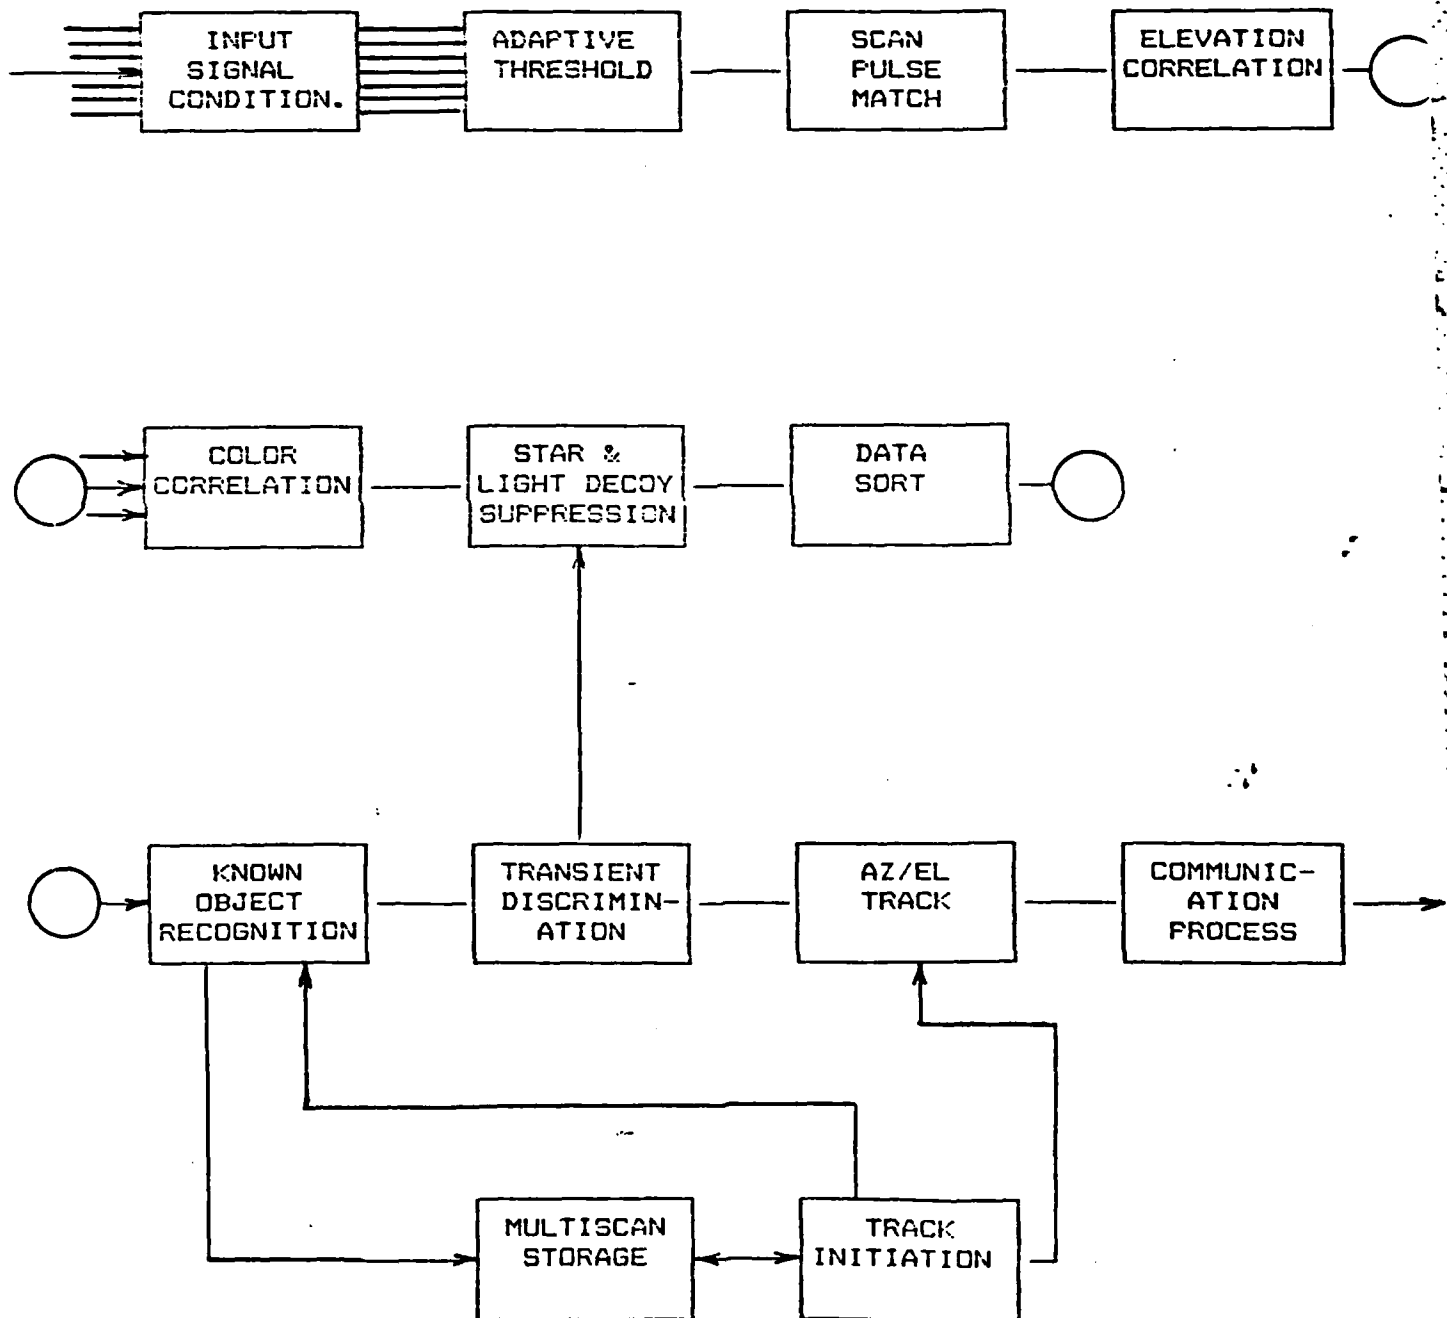 INPUT
SIGNAL
CONDITION.
ADAPTIVE
THRESHOLD
SCAN
PULSE
MATCH
ELEVATION
CORRELATION
COLOR
CORRELATION
STAR &
LIGHT DECOY
SUPPRESSION
DATA
SORT
KNOWN
OBJECT
RECOGNITION
TRANSIENT
DISCRIMIN-
ATION
AZ/EL
TRACK
COMMUNIC-
ATION
PROCESS
MULTISCAN
STORAGE
TRACK
INITIATION